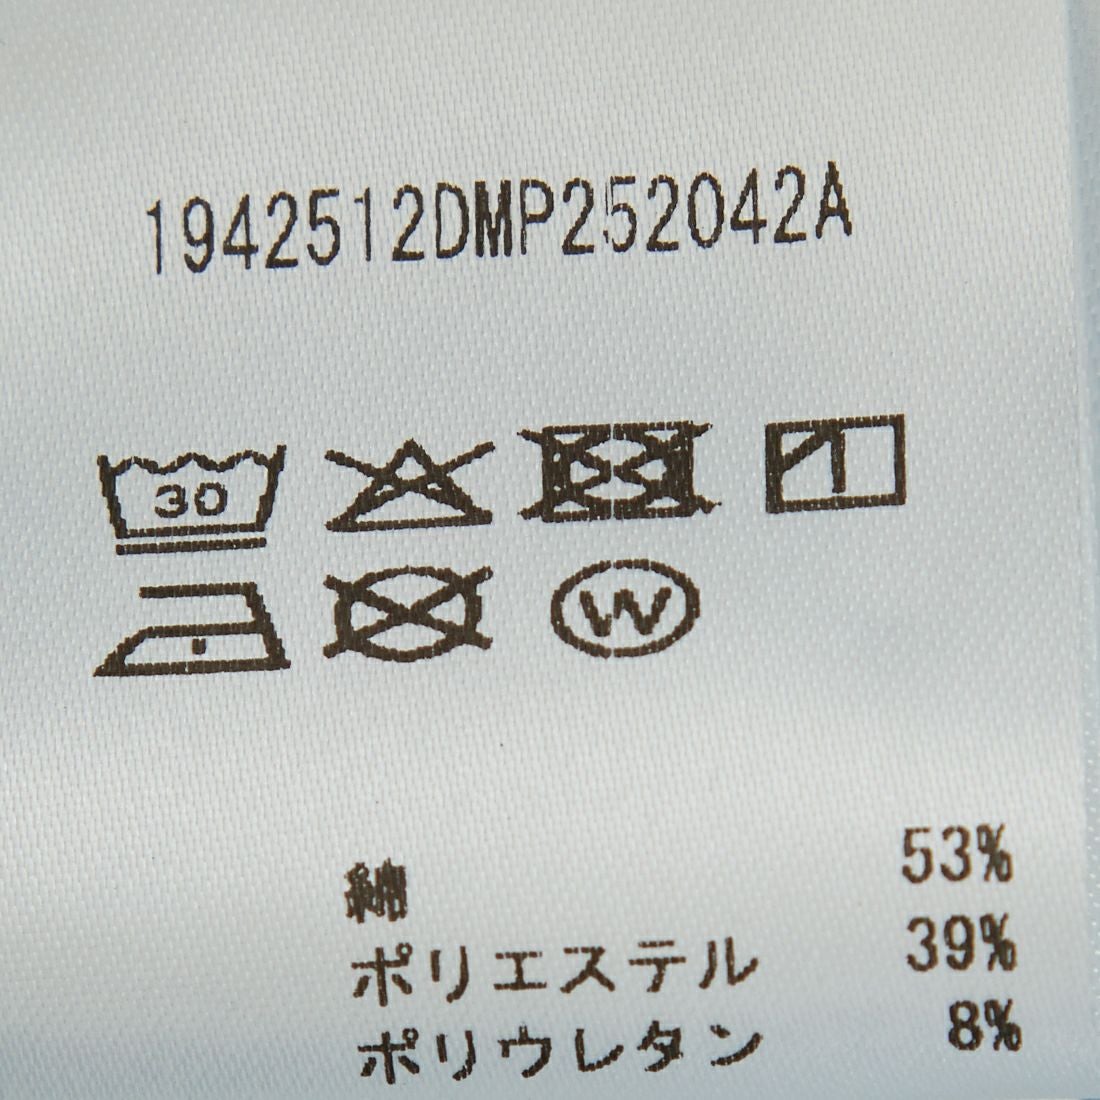 1942512DMP252042A
30
W
綿 53%
ポリエステル 39%
ポリウレタン 8%